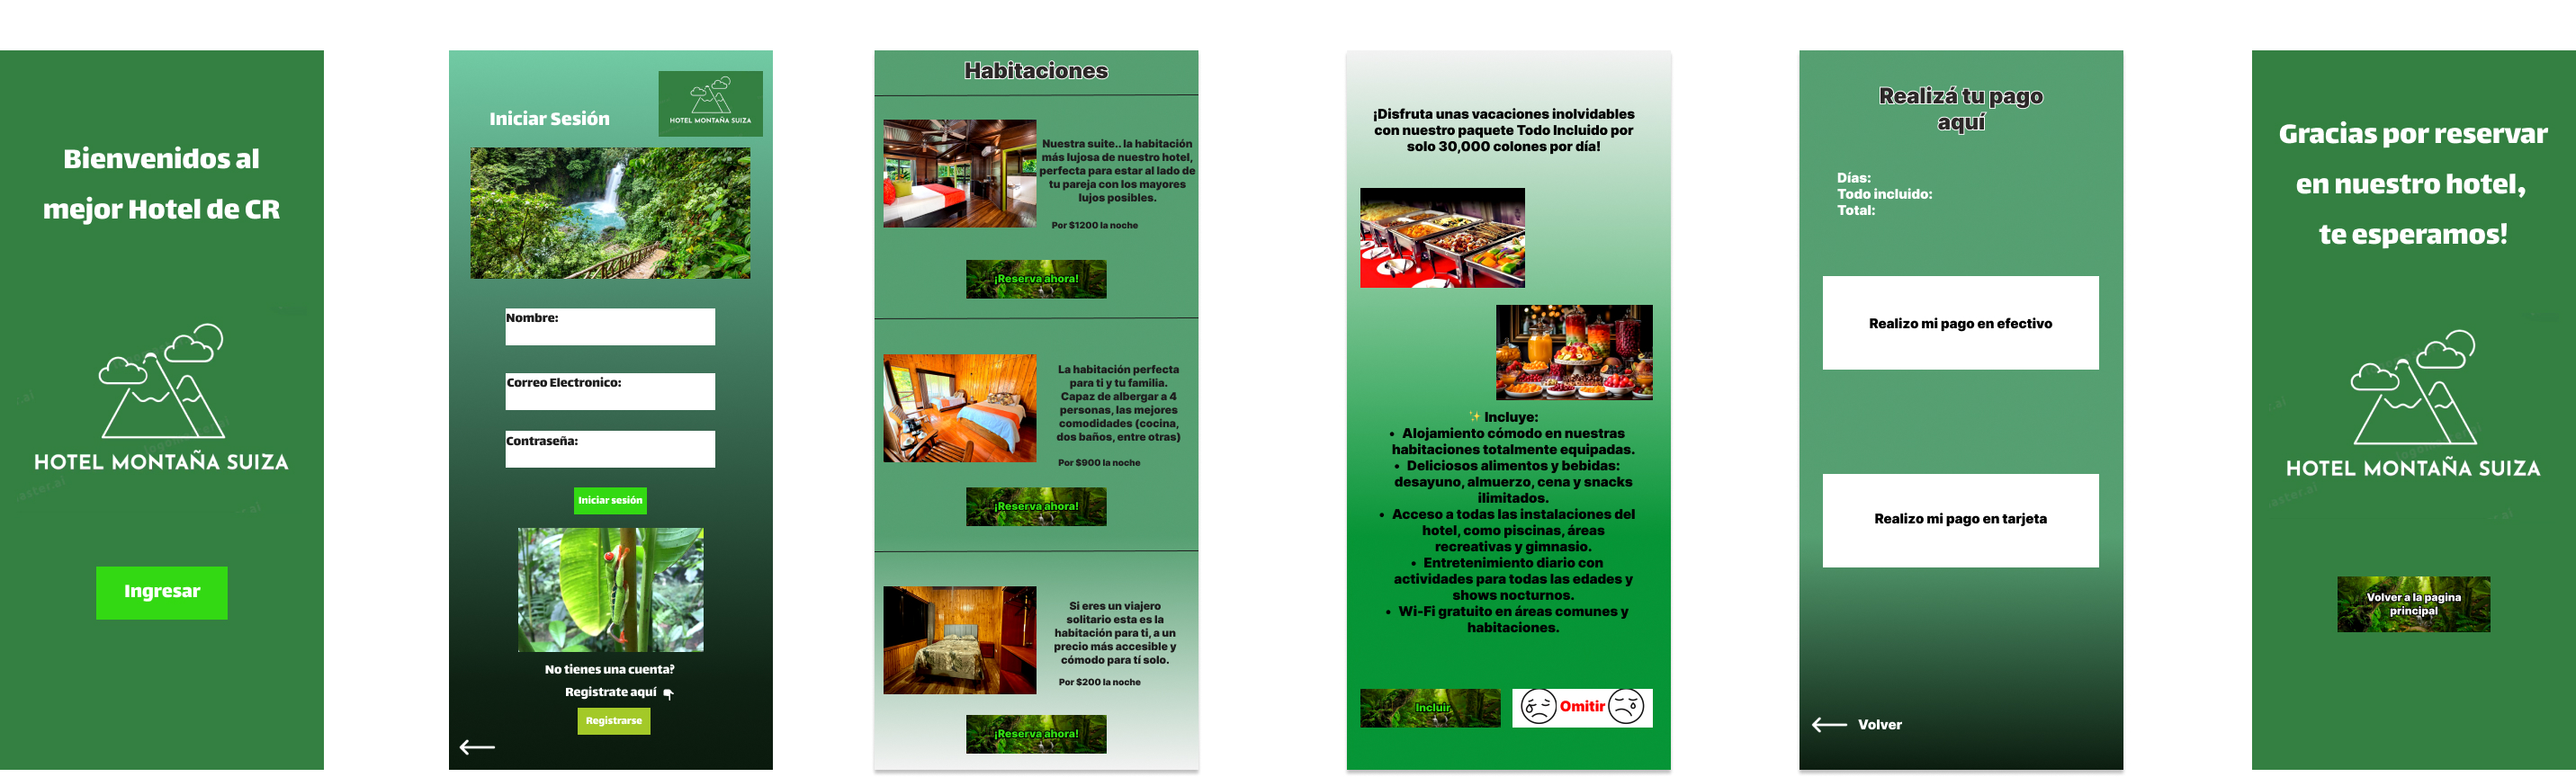 Bienvenidos al
mejor Hotel de CR
HOTEL MONTAÑA SUIZA
Ingresar
Iniciar Sesión
HOTEL MONTAÑA SUIZA
Nombre:
Correo Electronico:
Contraseña:
Iniciar sesión
No tienes una cuenta?
Registrate aquí
Registrarse
Habitaciones
Nuestra suite.. la habitación
más lujosa de nuestro hotel,
perfecta para estar al lado de
tu pareja con los mayores
lujos posibles.
Por $1200 la noche
¡Reserva ahora!
La habitación perfecta
para ti y tu familia.
Capaz de albergar a 4
personas, las mejores
comodidades (cocina,
dos baños, entre otras)
Por $900 la noche
¡Reserva ahora!
Si eres un viajero
solitario esta es la
habitación para ti, a un
precio más accesible y
cómodo para tí solo.
Por $200 la noche
¡Reserva ahora!
¡Disfruta unas vacaciones inolvidables
con nuestro paquete Todo Incluido por
solo 30,000 colones por día!
✨ Incluye:
• Alojamiento cómodo en nuestras
habitaciones totalmente equipadas.
• Deliciosos alimentos y bebidas:
desayuno, almuerzo, cena y snacks
ilimitados.
• Acceso a todas las instalaciones del
hotel, como piscinas, áreas
recreativas y gimnasio.
• Entretenimiento diario con
actividades para todas las edades y
shows nocturnos.
• Wi-Fi gratuito en áreas comunes y
habitaciones.
Incluir
Omitir
Realizá tu pago
aquí
Días:
Todo incluido:
Total:
Realizo mi pago en efectivo
Realizo mi pago en tarjeta
Volver
Gracias por reservar
en nuestro hotel,
te esperamos!
HOTEL MONTAÑA SUIZA
Volver a la pagina
principal